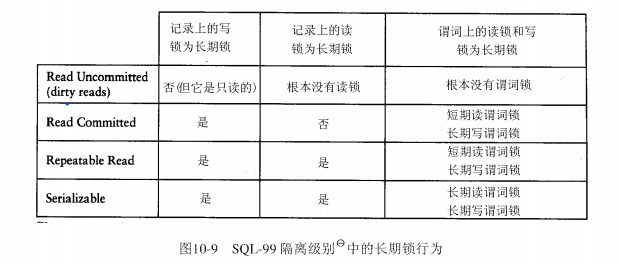 记录上的写
锁为长期锁
记录上的读
锁为长期锁
谓词上的读锁和写
锁为长期锁
Read Uncommitted
(dirty reads)
否(但它是只读的)
根本没有读锁
根本没有谓词锁
Read Committed
是
否
短期读谓词锁
长期写谓词锁
Repeatable Read
是
是
短期读谓词锁
长期写谓词锁
Serializable
是
是
长期读谓词锁
长期写谓词锁
图10-9 SQL-99 隔离级别⊖中的长期锁行为